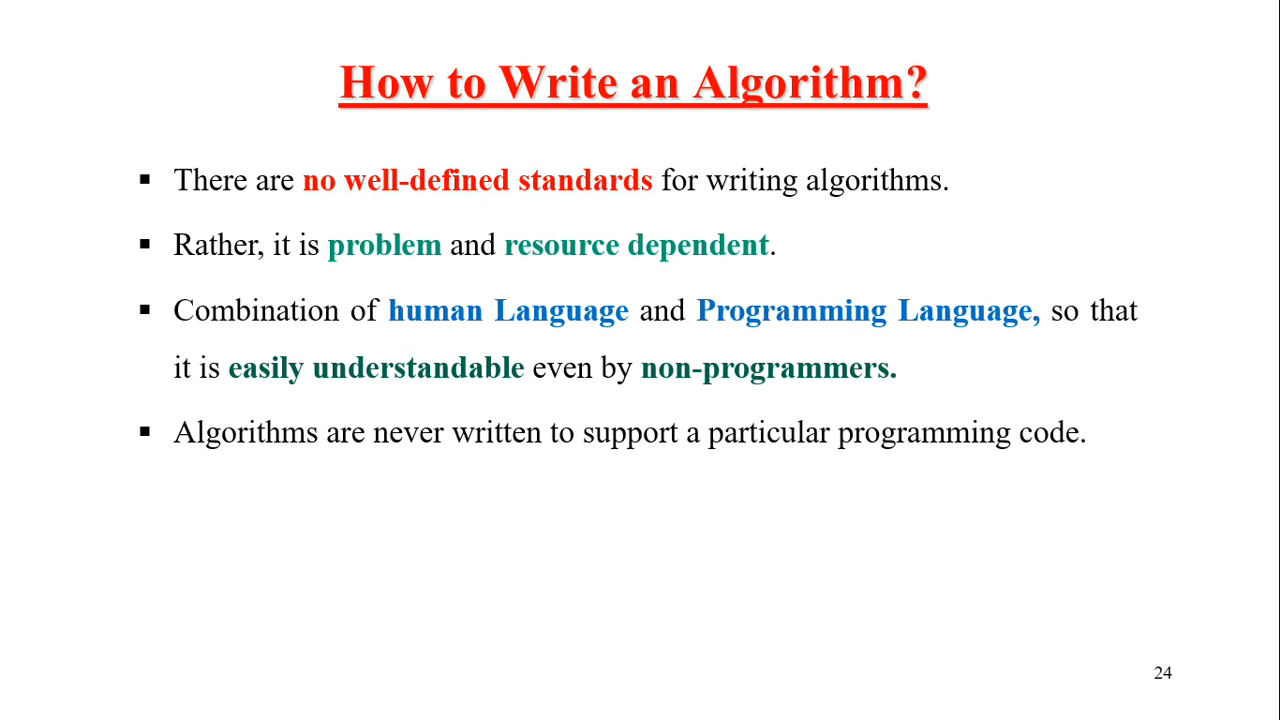 How to Write an Algorithm?
▪ There are no well-defined standards for writing algorithms.
▪ Rather, it is problem and resource dependent.
▪ Combination of human Language and Programming Language, so that
it is easily understandable even by non-programmers.
▪ Algorithms are never written to support a particular programming code.
24